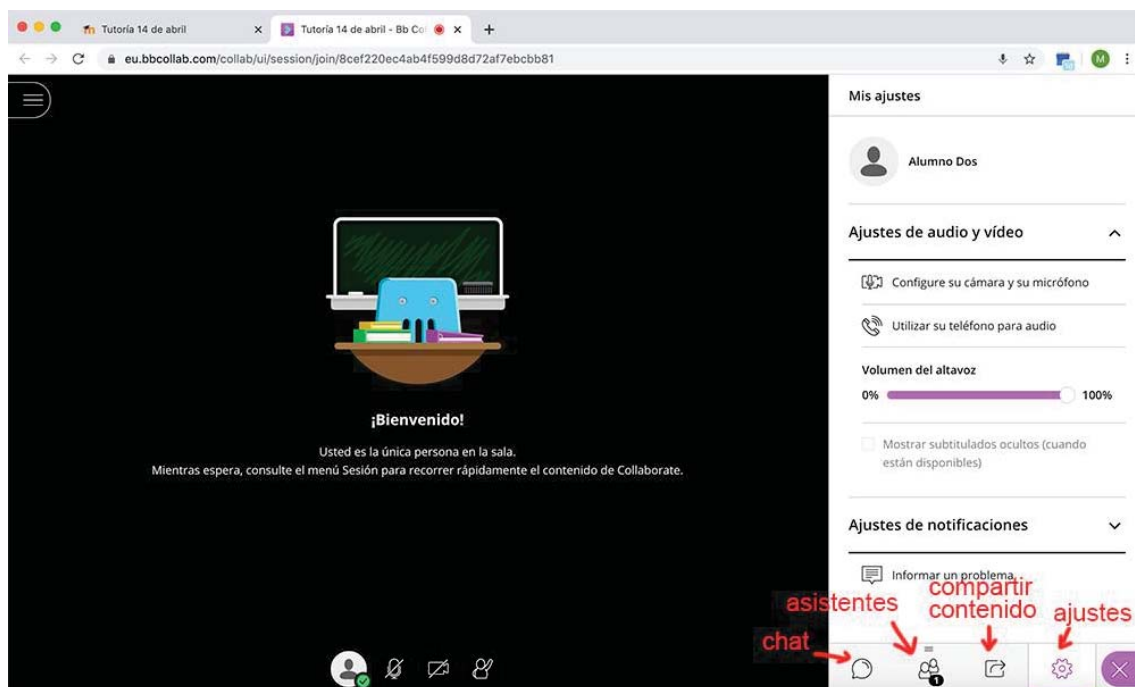 Tutoría 14 de abril
Tutoría 14 de abril - Bb Col
eu.bbcollab.com/collab/ui/session/join/8cef220ec4ab4f599d8d72af7ebcbb81
M
Mis ajustes
Alumno Dos
Ajustes de audio y vídeo
Configure su cámara y su micrófono
Utilizar su teléfono para audio
Volumen del altavoz
0% 100%
Mostrar subtitulados ocultos (cuando
están disponibles)
Ajustes de notificaciones
Informar un problema
¡Bienvenido!
Usted es la única persona en la sala.
Mientras espera, consulte el menú Sesión para recorrer rápidamente el contenido de Collaborate.
chat
asistentes
compartir
contenido
ajustes
1